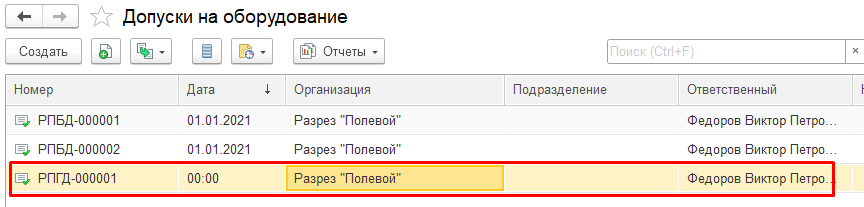 Допуски на оборудование
Создать Отчеты Поиск (Ctrl+F) ×
Номер Дата ↓ Организация Подразделение Ответственный
РПБД-000001 01.01.2021 Разрез "Полевой" Федоров Виктор Петро...
РПБД-000002 01.01.2021 Разрез "Полевой" Федоров Виктор Петро...
РПГД-000001 00:00 Разрез "Полевой" Федоров Виктор Петро...